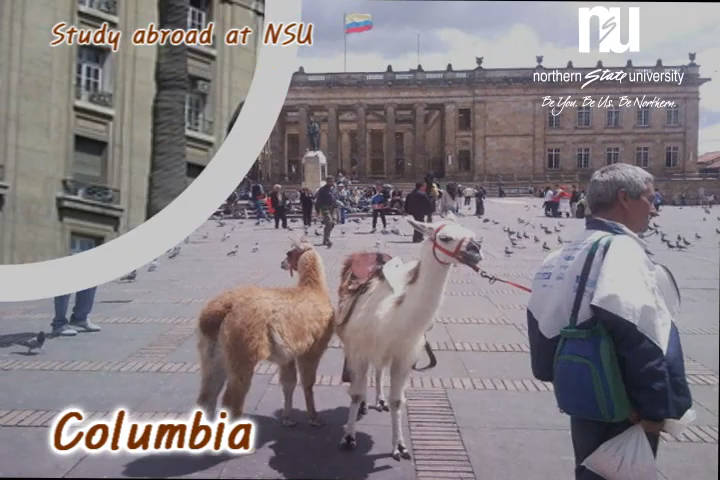 Study abroad at NSU
nsu
northern State university
Be You. Be Us. Be Northern.
Columbia